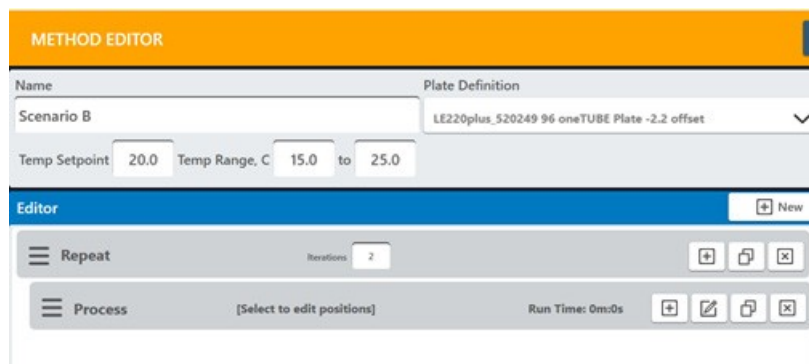 METHOD EDITOR
Name
Plate Definition
Scenario B
LE220plus_520249 96 oneTUBE Plate -2.2 offset
Temp Setpoint 20.0 Temp Range, C 15.0 to 25.0
Editor
New
Repeat Iterations 2
Process [Select to edit positions] Run Time: 0m:0s